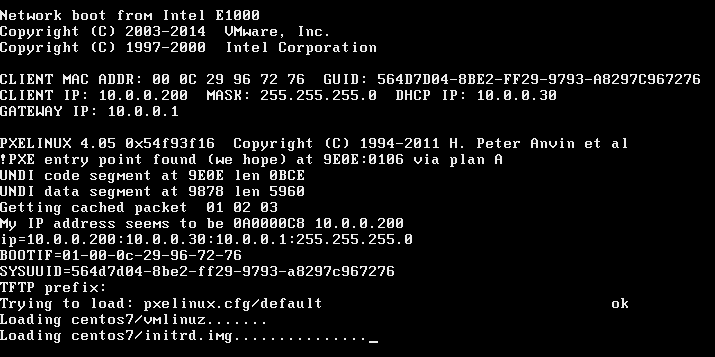 Network boot from Intel E1000
Copyright (C) 2003-2014  VMware, Inc.
Copyright (C) 1997-2000  Intel Corporation
CLIENT MAC ADDR: 00 0C 29 96 72 76  GUID: 564D7D04-8BE2-FF29-9793-A8297C967276
CLIENT IP: 10.0.0.200  MASK: 255.255.255.0  DHCP IP: 10.0.0.30
GATEWAY IP: 10.0.0.1
PXELINUX 4.05 0x54f93f16  Copyright (C) 1994-2011 H. Peter Anvin et al
!PXE entry point found (we hope) at 9E0E:0106 via plan A
UNDI code segment at 9E0E len 0BCE
UNDI data segment at 9878 len 5960
Getting cached packet  01 02 03
My IP address seems to be 0A0000C8 10.0.0.200
ip=10.0.0.200:10.0.0.30:10.0.0.1:255.255.255.0
BOOTIF=01-00-0c-29-96-72-76
SYSUUID=564d7d04-8be2-ff29-9793-a8297c967276
TFTP prefix:
Trying to load: pxelinux.cfg/default                                    ok
Loading centos7/vmlinuz.......
Loading centos7/initrd.img..............._